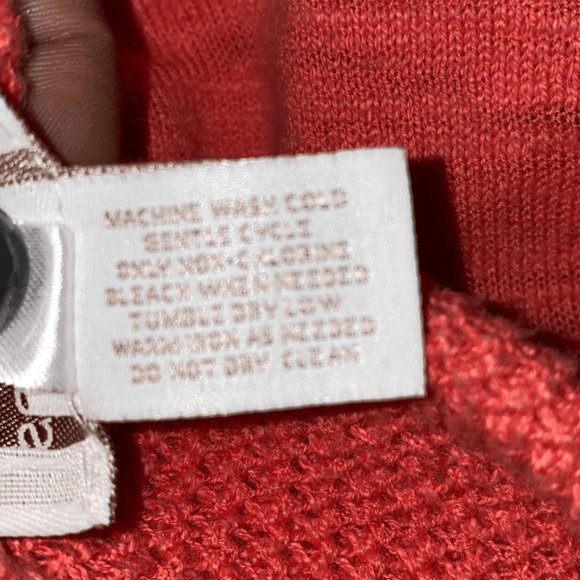 MACHINE WASH COLD
GENTLE CYCLE
ONLY NON-CHLORINE
BLEACH WHEN NEEDED
TUMBLE DRY LOW
WARM IRON AS NEEDED
DO NOT DRY CLEAN